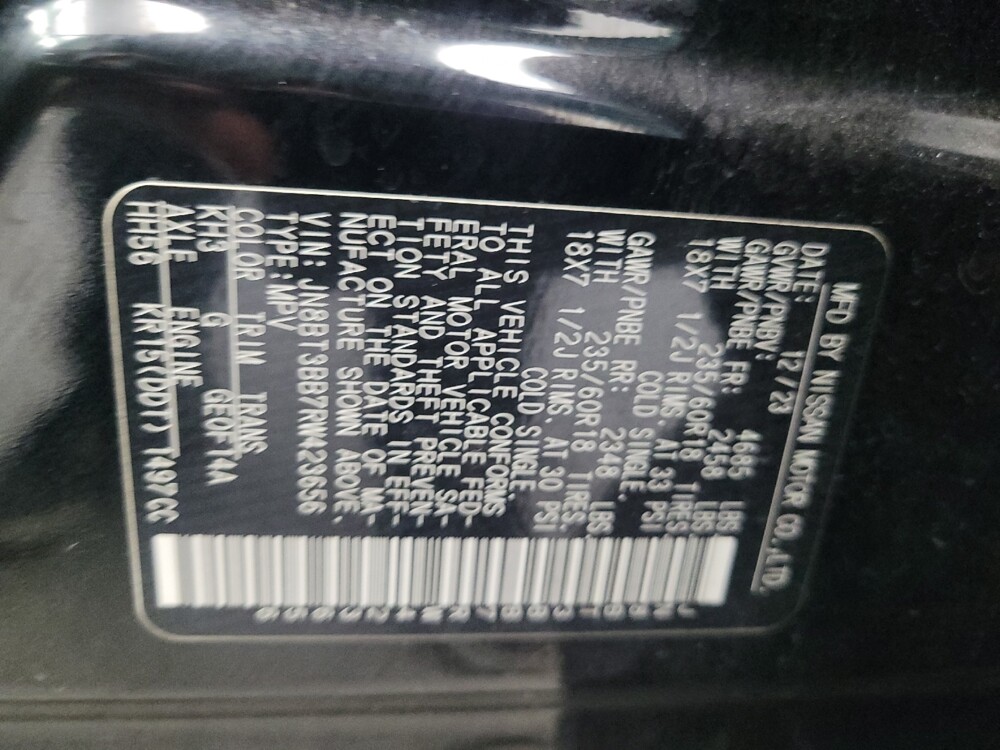 MFD BY NISSAN MOTOR CO.,LTD.
DATE: 12/23
GVWR/PNBV: 4695 LBS
GAWR/PNBE FR: 2458 LBS
WITH 235/60R18 TIRES,
18X7 1/2J RIMS, AT 33 PSI
COLD SINGLE.
GAWR/PNBE RR: 2248 LBS
WITH 235/60R18 TIRES,
18X7 1/2J RIMS, AT 30 PSI
COLD SINGLE.
THIS VEHICLE CONFORMS
TO ALL APPLICABLE FED-
ERAL MOTOR VEHICLE SA-
FETY AND THEFT PREVEN-
TION STANDARDS IN EFF-
ECT ON THE DATE OF MA-
NUFACTURE SHOWN ABOVE.
VIN: JN8BT3BB7RW423656
TYPE:MPV
COLOR TRIM TRANS
KH3 G GE0F14A
AXLE ENGINE
HH56 KR15(DDT) 1497CC
JN8BT3BB7RW423656